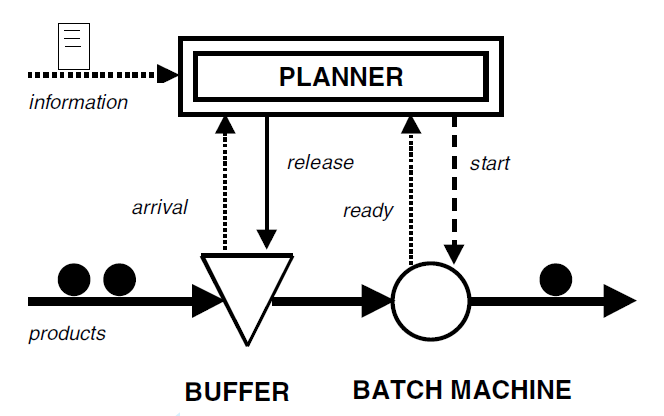 PLANNER
information
release
start
arrival
ready
products
BUFFER
BATCH MACHINE